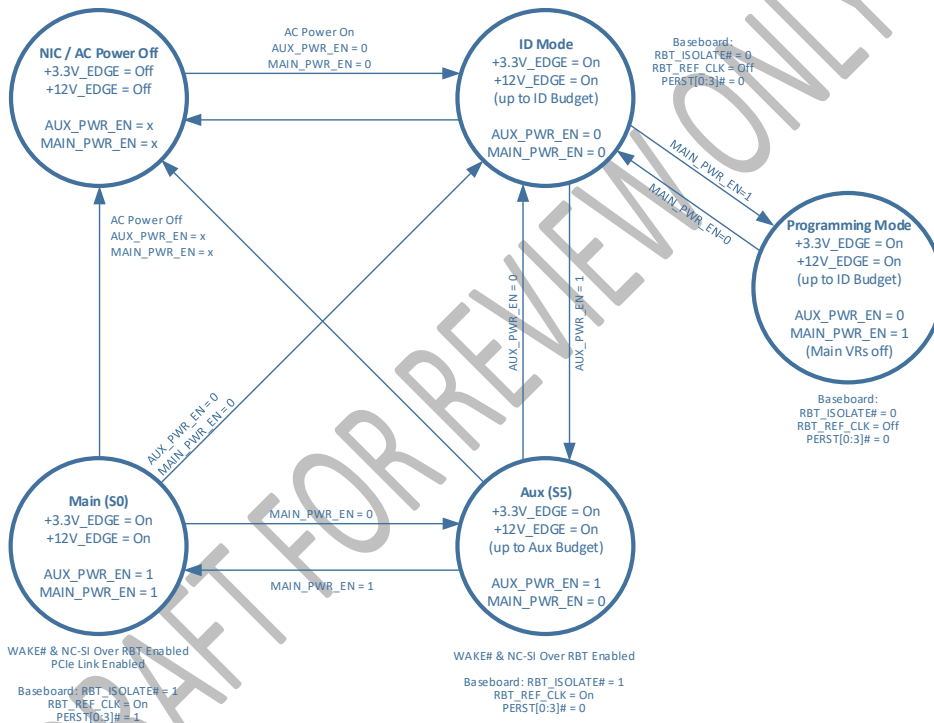 NIC / AC Power Off
+3.3V_EDGE = Off
+12V_EDGE = Off
AUX_PWR_EN = x
MAIN_PWR_EN = x
AC Power On
AUX_PWR_EN = 0
MAIN_PWR_EN = 0
ID Mode
+3.3V_EDGE = On
+12V_EDGE = On
(up to ID Budget)
AUX_PWR_EN = 0
MAIN_PWR_EN = 0
Baseboard:
RBT_ISOLATE# = 0
RBT_REF_CLK = Off
PERST[0:3]# = 0
MAIN_PWR_EN=1
MAIN_PWR_EN=0
Programming Mode
+3.3V_EDGE = On
+12V_EDGE = On
(up to ID Budget)
AUX_PWR_EN = 0
MAIN_PWR_EN = 1
(Main VRs off)
Baseboard:
RBT_ISOLATE# = 0
RBT_REF_CLK = Off
PERST[0:3]# = 0
AC Power Off
AUX_PWR_EN = x
MAIN_PWR_EN = x
AUX_PWR_EN = 0
MAIN_PWR_EN = 0
AUX_PWR_EN = 0
AUX_PWR_EN = 1
Main (S0)
+3.3V_EDGE = On
+12V_EDGE = On
AUX_PWR_EN = 1
MAIN_PWR_EN = 1
MAIN_PWR_EN = 0
MAIN_PWR_EN = 1
Aux (S5)
+3.3V_EDGE = On
+12V_EDGE = On
(up to Aux Budget)
AUX_PWR_EN = 1
MAIN_PWR_EN = 0
WAKE# & NC-SI Over RBT Enabled
PCIe Link Enabled
Baseboard: RBT_ISOLATE# = 1
RBT_REF_CLK = On
PERST[0:3]# = 1
WAKE# & NC-SI Over RBT Enabled
Baseboard: RBT_ISOLATE# = 1
RBT_REF_CLK = On
PERST[0:3]# = 0
DRAFT FOR REVIEW ONLY